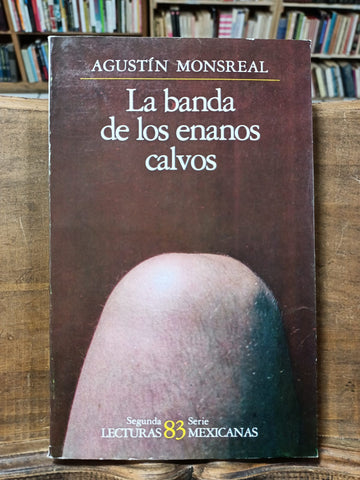 AGUSTÍN MONSREAL
La banda
de los enanos
calvos
Segunda Serie
LECTURAS 83 MEXICANAS